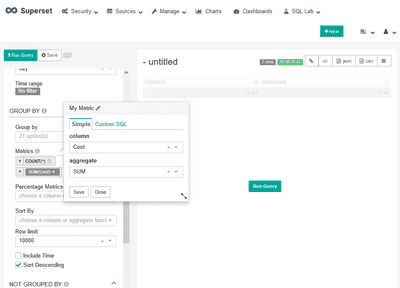 Superset
Security
Sources
Manage
Charts
Dashboards
SQL Lab
New
Run Query
Save
- untitled
.json
.csv
day
Time range
No filter
GROUP BY
Group by
21 option(s)
Metrics
COUNT(*)
SUM(Cost)
Percentage Metrics
choose a column
Sort By
choose a column or aggregate funct
Row limit
10000
Include Time
Sort Descending
NOT GROUPED BY
My Metric
Simple
Custom SQL
column
Cost
aggregate
SUM
Save
Close
COUNT(*)
SUM(Cost)
Run Query